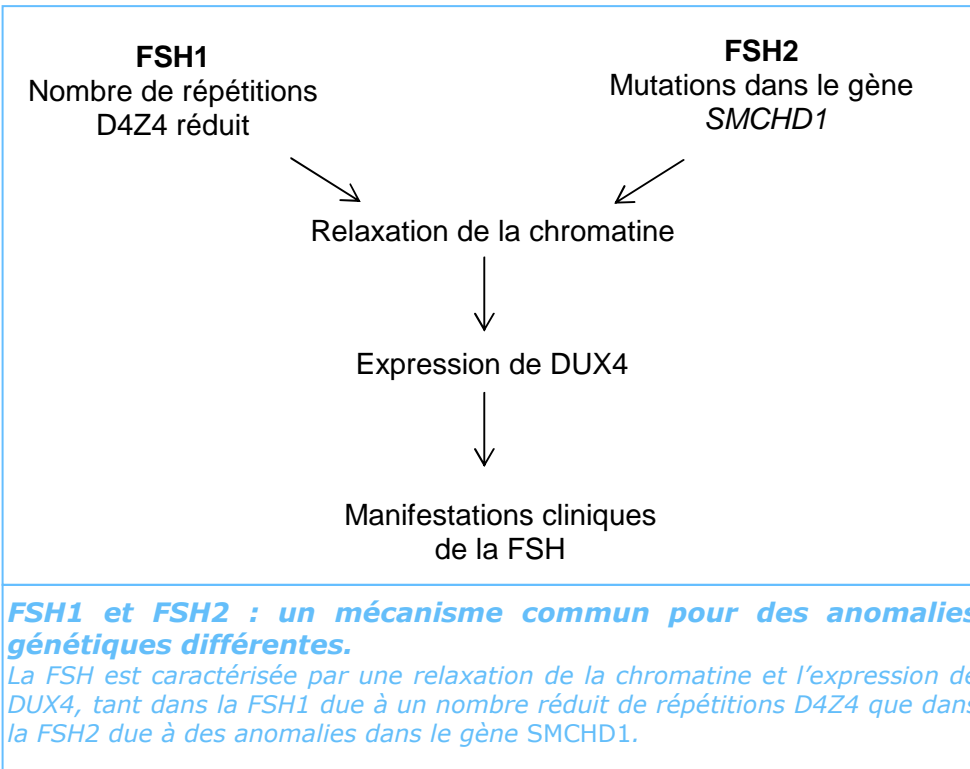 FSH1
Nombre de répétitions
D4Z4 réduit
FSH2
Mutations dans le gène
SMCHD1
Relaxation de la chromatine
Expression de DUX4
Manifestations cliniques
de la FSH
FSH1 et FSH2 : un mécanisme commun pour des anomalies
génétiques différentes.
La FSH est caractérisée par une relaxation de la chromatine et l’expression de
DUX4, tant dans la FSH1 due à un nombre réduit de répétitions D4Z4 que dans
la FSH2 due à des anomalies dans le gène SMCHD1.